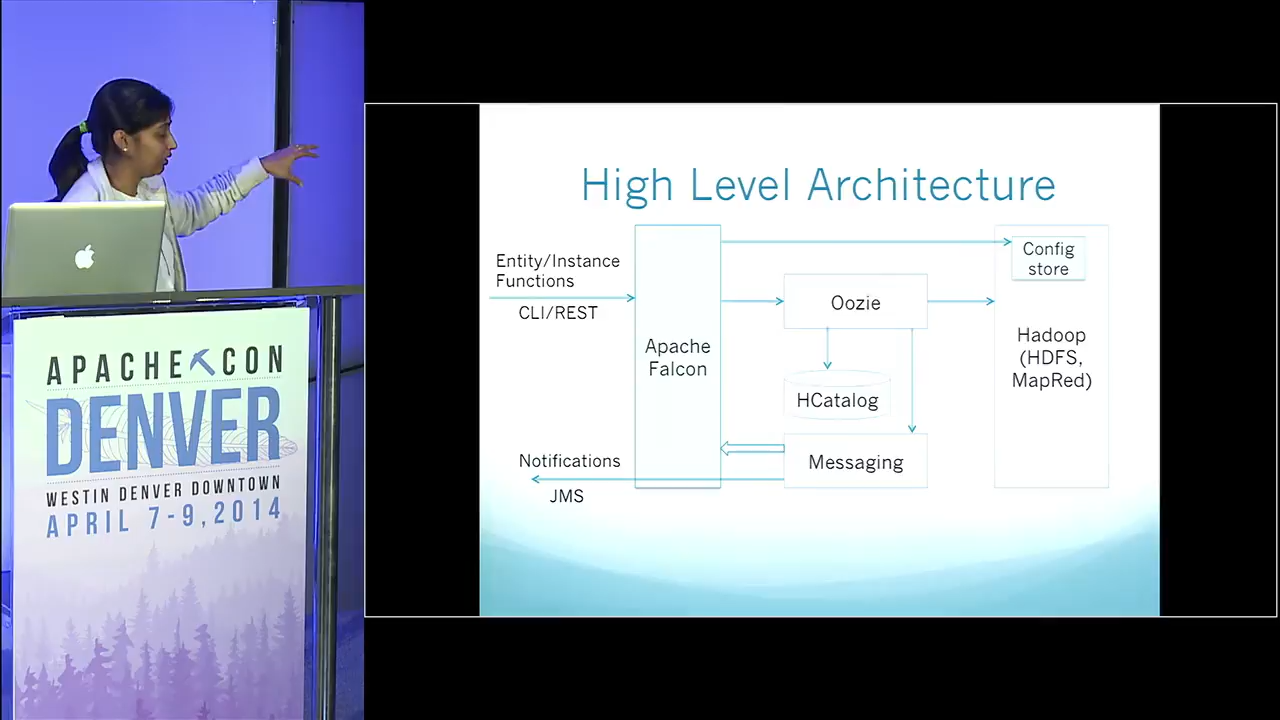 APACHE CON
DENVER
WESTIN DENVER DOWNTOWN
APRIL 7-9, 2014
High Level Architecture
Entity/Instance
Functions
CLI/REST
Apache
Falcon
Oozie
HCatalog
Messaging
Config
store
Hadoop
(HDFS,
MapRed)
Notifications
JMS